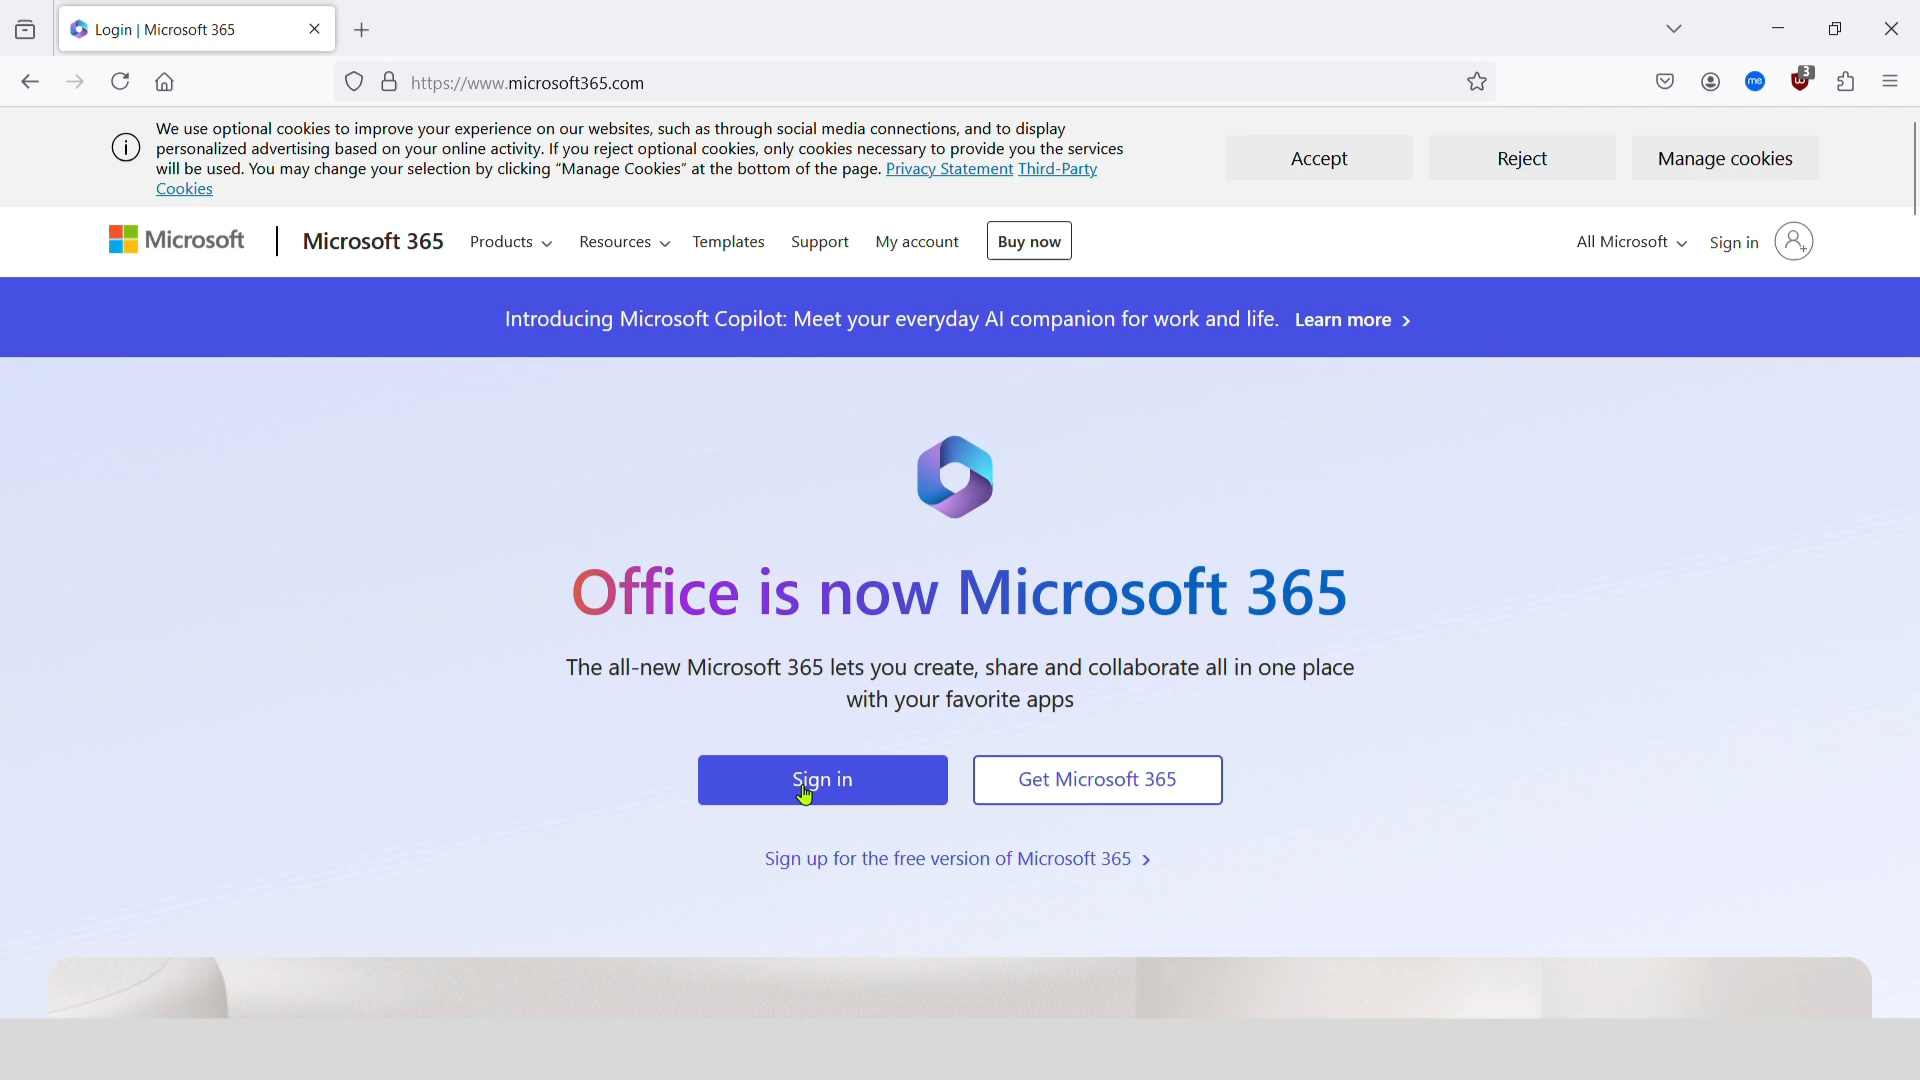 Login | Microsoft 365
https://www.microsoft365.com
me
3
We use optional cookies to improve your experience on our websites, such as through social media connections, and to display
personalized advertising based on your online activity. If you reject optional cookies, only cookies necessary to provide you the services
will be used. You may change your selection by clicking “Manage Cookies” at the bottom of the page. Privacy Statement Third-Party
Cookies
Accept
Reject
Manage cookies
Microsoft
Microsoft 365
Products
Resources
Templates
Support
My account
Buy now
All Microsoft
Sign in
Introducing Microsoft Copilot: Meet your everyday AI companion for work and life. Learn more
Office is now Microsoft 365
The all-new Microsoft 365 lets you create, share and collaborate all in one place
with your favorite apps
Sign in
Get Microsoft 365
Sign up for the free version of Microsoft 365